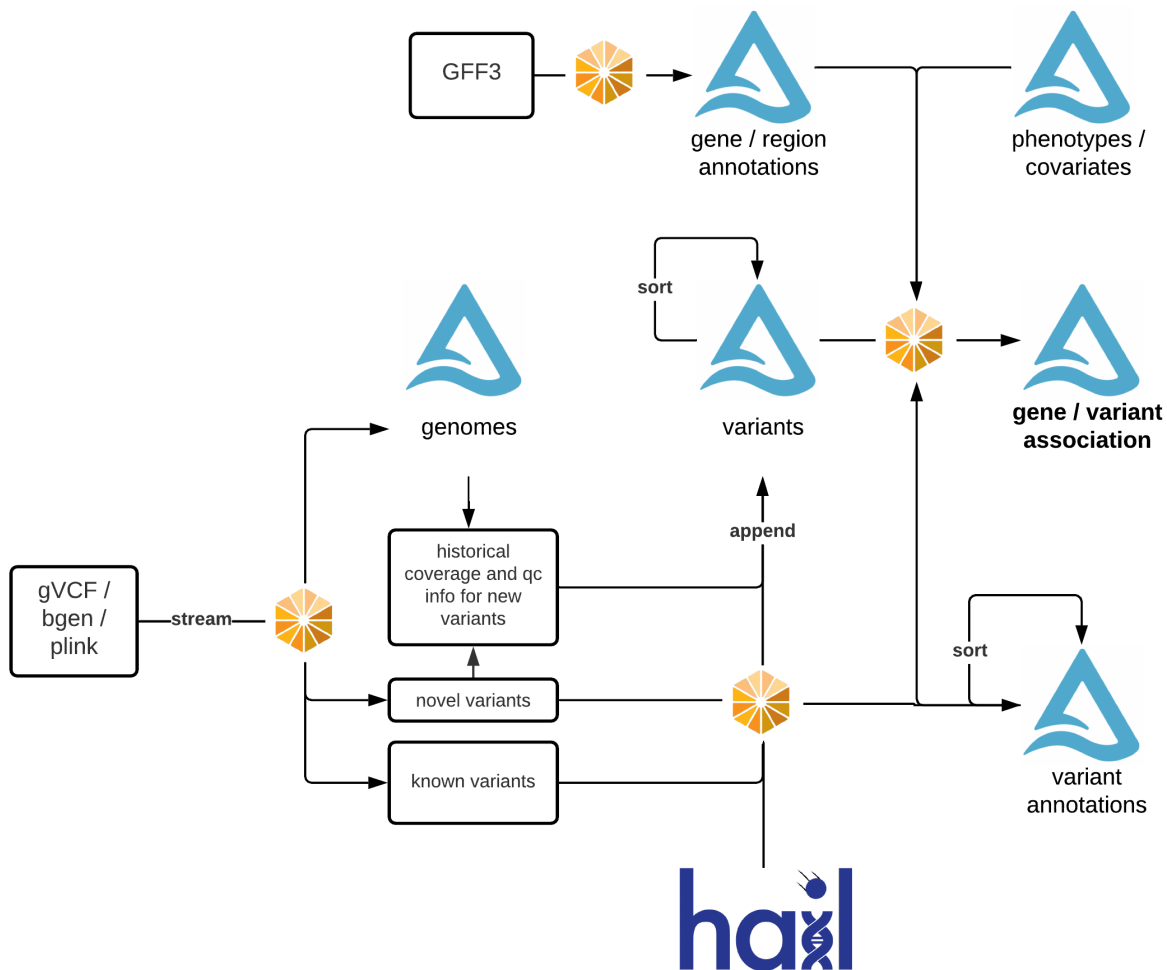 GFF3
gene / region
annotations
phenotypes /
covariates
sort
genomes
variants
gene / variant
association
append
historical
coverage and qc
info for new
variants
gVCF /
bgen /
plink
stream
novel variants
known variants
sort
variant
annotations
hail